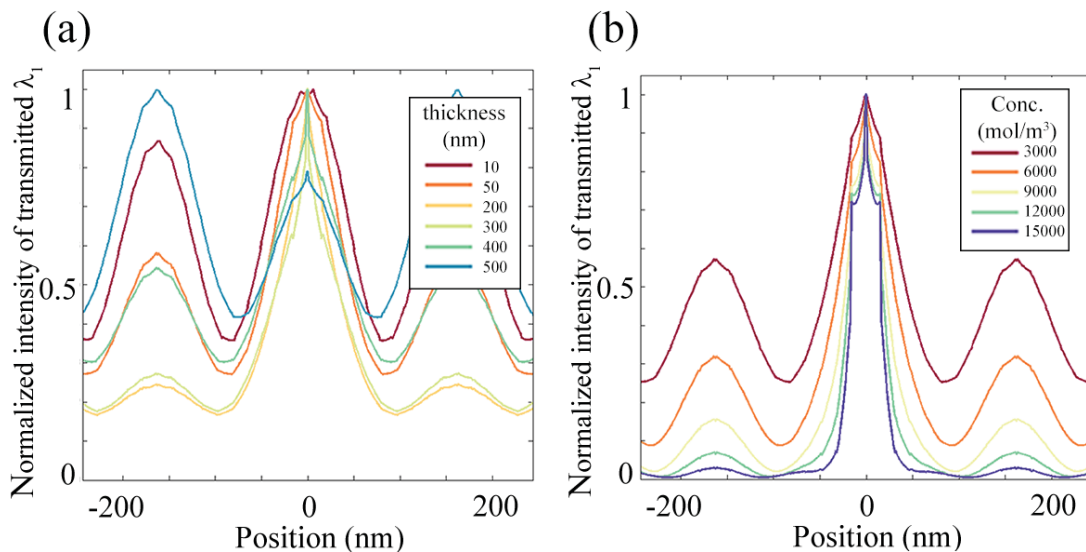 (a)
Normalized intensity of transmitted λ₁
1
0.5
0
-200
0
200
Position (nm)
thickness
(nm)
10
50
200
300
400
500
(b)
Normalized intensity of transmitted λ₁
1
0.5
0
-200
0
200
Position (nm)
Conc.
(mol/m³)
3000
6000
9000
12000
15000